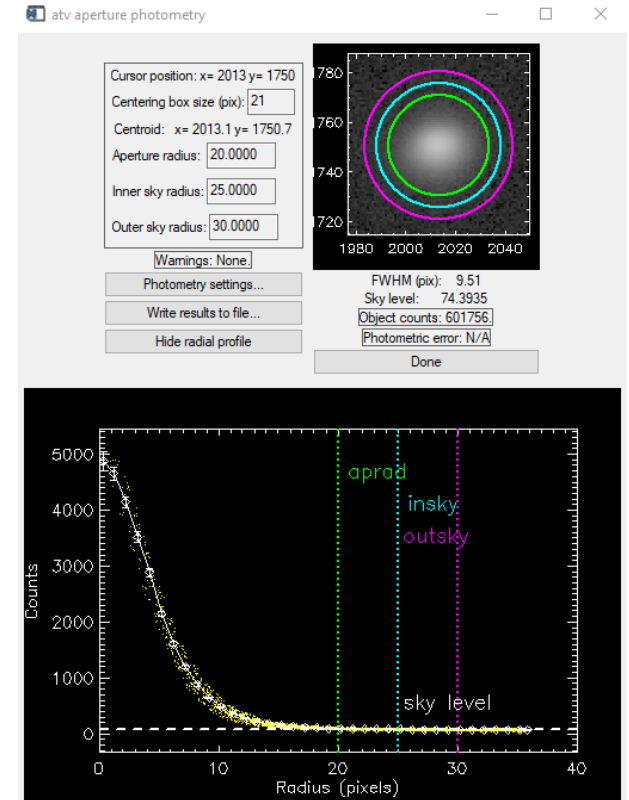 atv aperture photometry
Cursor position: x= 2013 y= 1750
Centering box size (pix): 21
Centroid: x= 2013.1 y= 1750.7
Aperture radius: 20.0000
Inner sky radius: 25.0000
Outer sky radius: 30.0000
Warnings: None.
Photometry settings...
Write results to file...
Hide radial profile
1780
1760
1740
1720
1980 2000 2020 2040
FWHM (pix): 9.51
Sky level: 74.3935
Object counts: 601756.
Photometric error: N/A
Done
5000
4000
3000
2000
1000
0
Counts
aprad
insky
outsky
sky level
0 10 20 30 40
Radius (pixels)